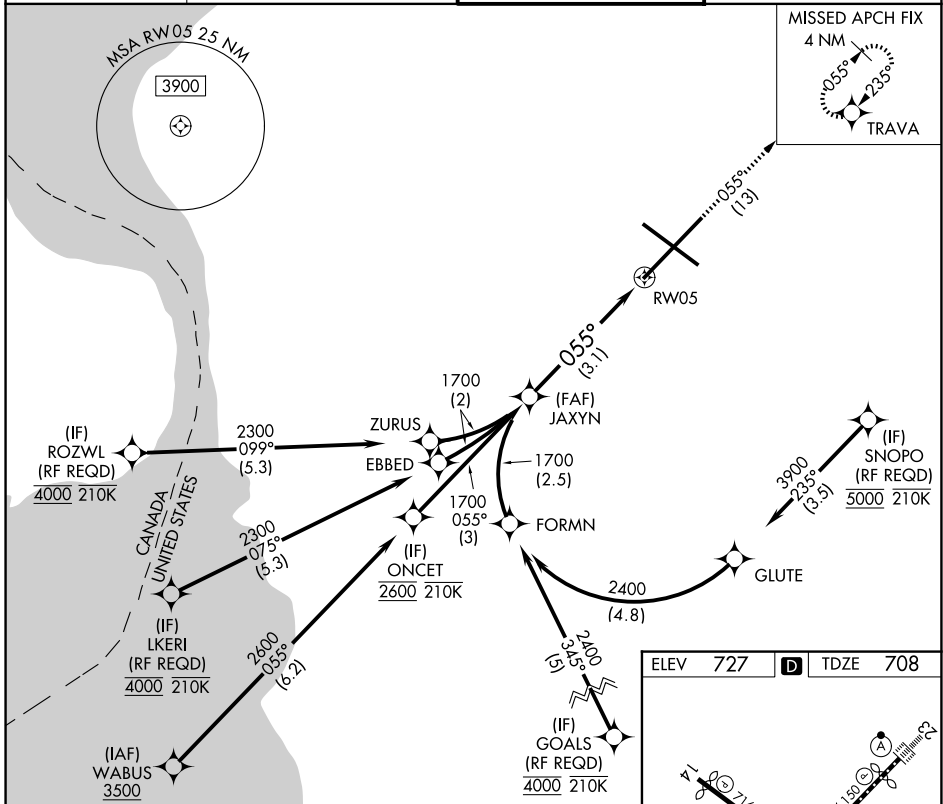 MSA RW05 25 NM
3900
MISSED APCH FIX
4 NM
055°
235°
TRAVA
055°
(13)
RW05
055°
(3.1)
(FAF)
JAXYN
1700
(2)
ZURUS
EBBED
(IF)
ROZWL
(RF REQD)
4000 210K
2300
099°
(5.3)
1700
(2.5)
1700
055°
(3)
FORMN
(IF)
SNOPO
(RF REQD)
5000 210K
3900
235°
(3.5)
CANADA
UNITED STATES
2300
075°
(5.3)
(IF)
ONCET
2600 210K
GLUTE
2400
(4.8)
(IF)
LKERI
(RF REQD)
4000 210K
2600
055°
(6.2)
2400
345°
(5)
(IF)
GOALS
(RF REQD)
4000 210K
(IAF)
WABUS
3500
ELEV 727 D TDZE 708
A
23
14
P
P
150